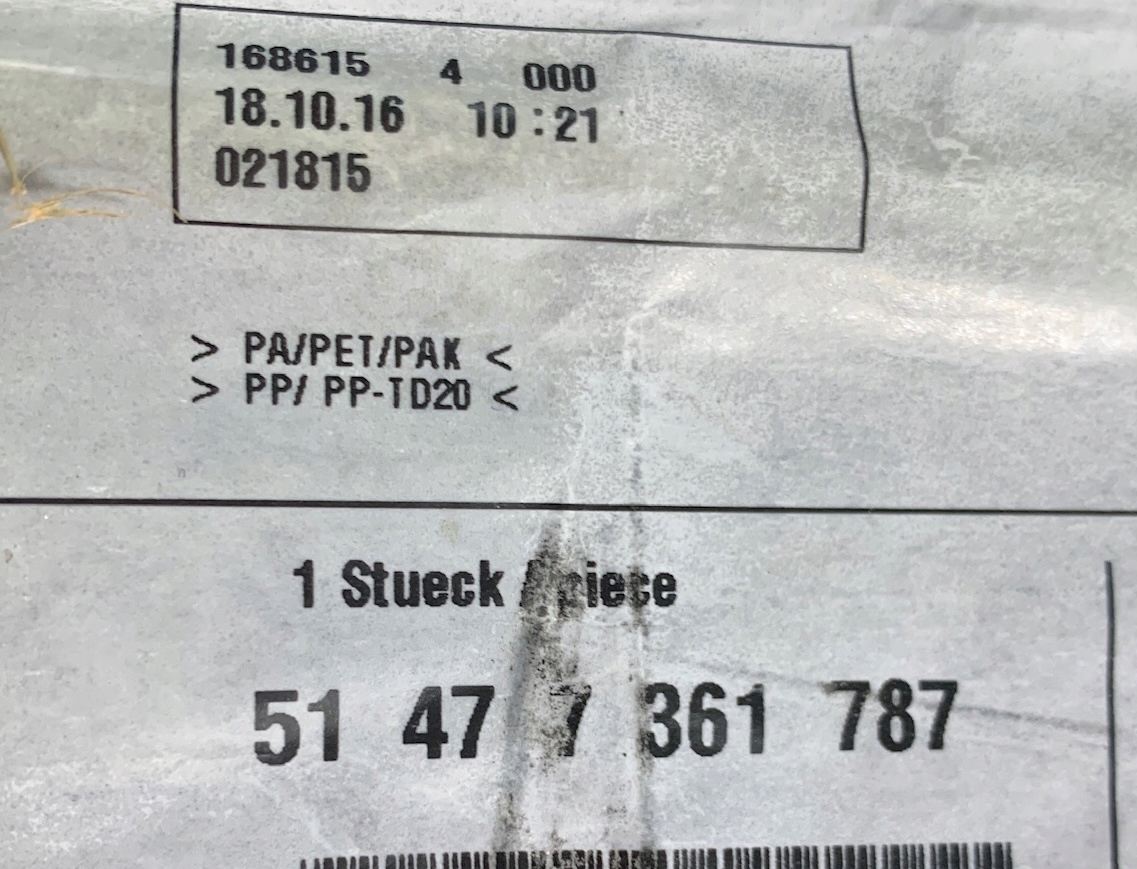 168615 4 000
18.10.16 10:21
021815
> PA/PET/PAK <
> PP/ PP-TD20 <
1 Stueck / piece
51 47 7 361 787